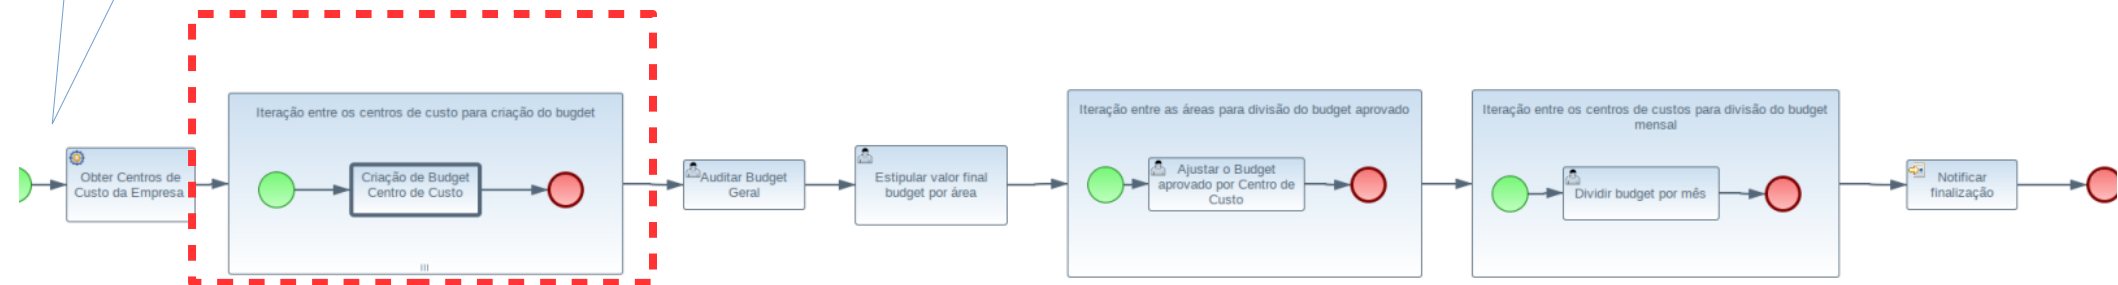 Obter Centros de
Custo da Empresa
Iteração entre os centros de custo para criação do bugdet
Criação de Budget
Centro de Custo
Auditar Budget
Geral
Estipular valor final
budget por área
Iteração entre as áreas para divisão do budget aprovado
Ajustar o Budget
aprovado por Centro de
Custo
Iteração entre os centros de custos para divisão do budget
mensal
Dividir budget por mês
Notificar
finalização